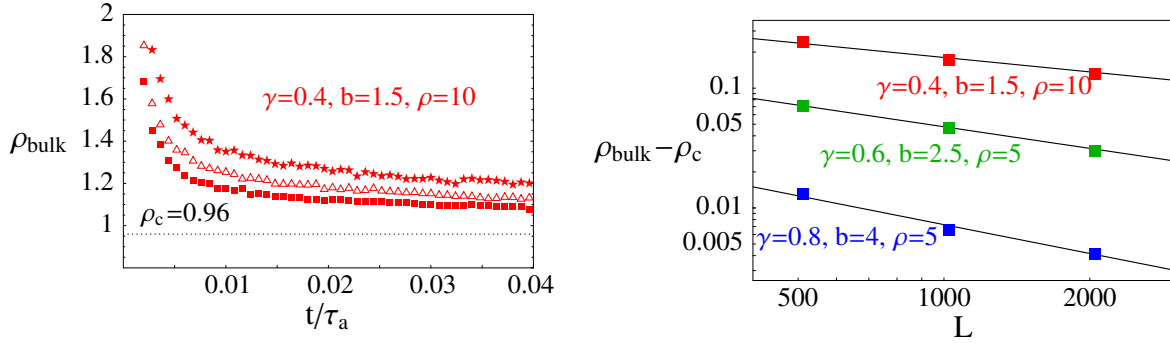 2
1.8
1.6
1.4
1.2
1
ρbulk
γ=0.4, b=1.5, ρ=10
ρc=0.96
0.01
0.02
0.03
0.04
t/τa
0.1
0.05
0.01
0.005
ρbulk−ρc
γ=0.4, b=1.5, ρ=10
γ=0.6, b=2.5, ρ=5
γ=0.8, b=4, ρ=5
500
1000
2000
L